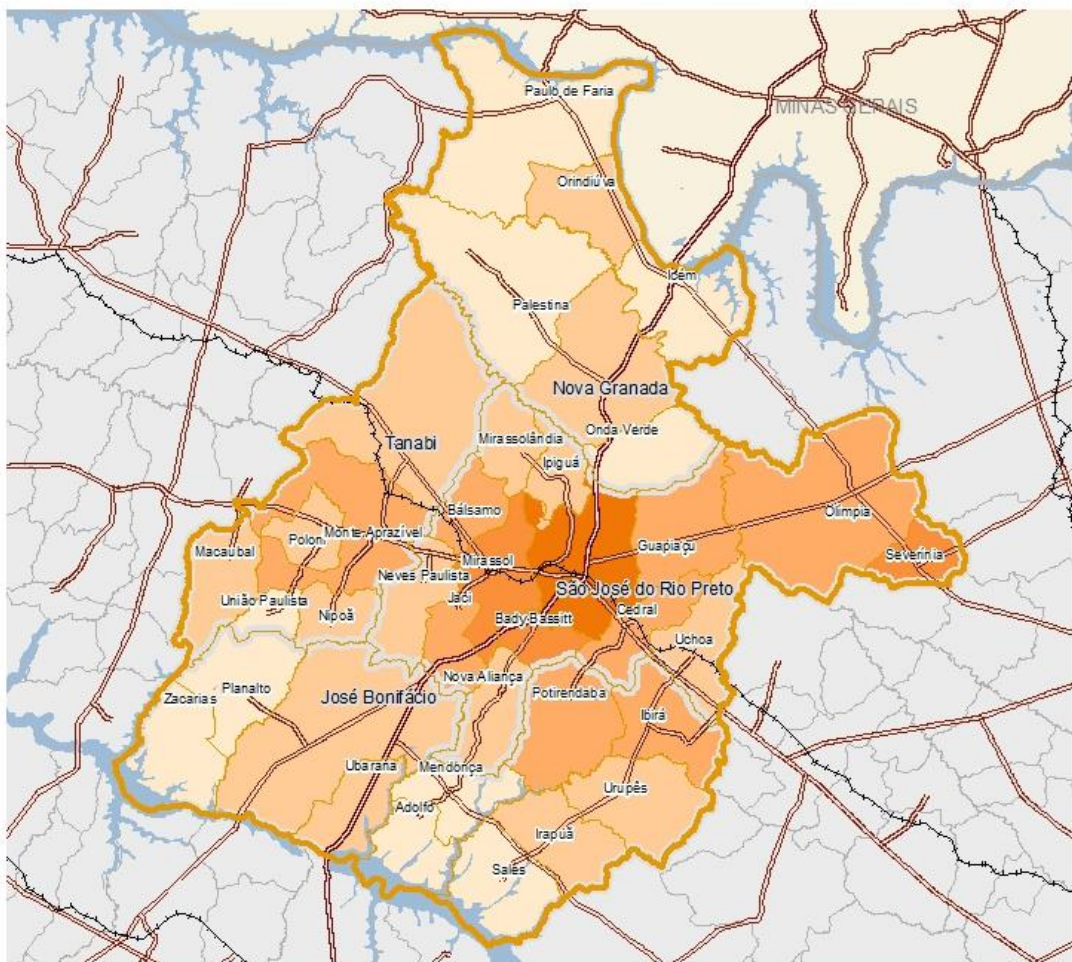 Paulo de Faria
MINAS GERAIS
Orindiúva
Icém
Palestina
Nova Granada
Onda Verde
Mirassolândia
Tanabi
Ipiguá
Bálsamo
Olímpia
Monte Aprazível
Poloni
Guapiaçu
Macaubal
Severínia
Mirassol
Neves Paulista
São José do Rio Preto
Jaci
União Paulista
Cedral
Nipoã
Bady Bassitt
Uchoa
Nova Aliança
Planalto
Potirendaba
José Bonifácio
Zacarias
Ibirá
Ubarana
Mendonça
Urupês
Adolfo
Irapuã
Sales